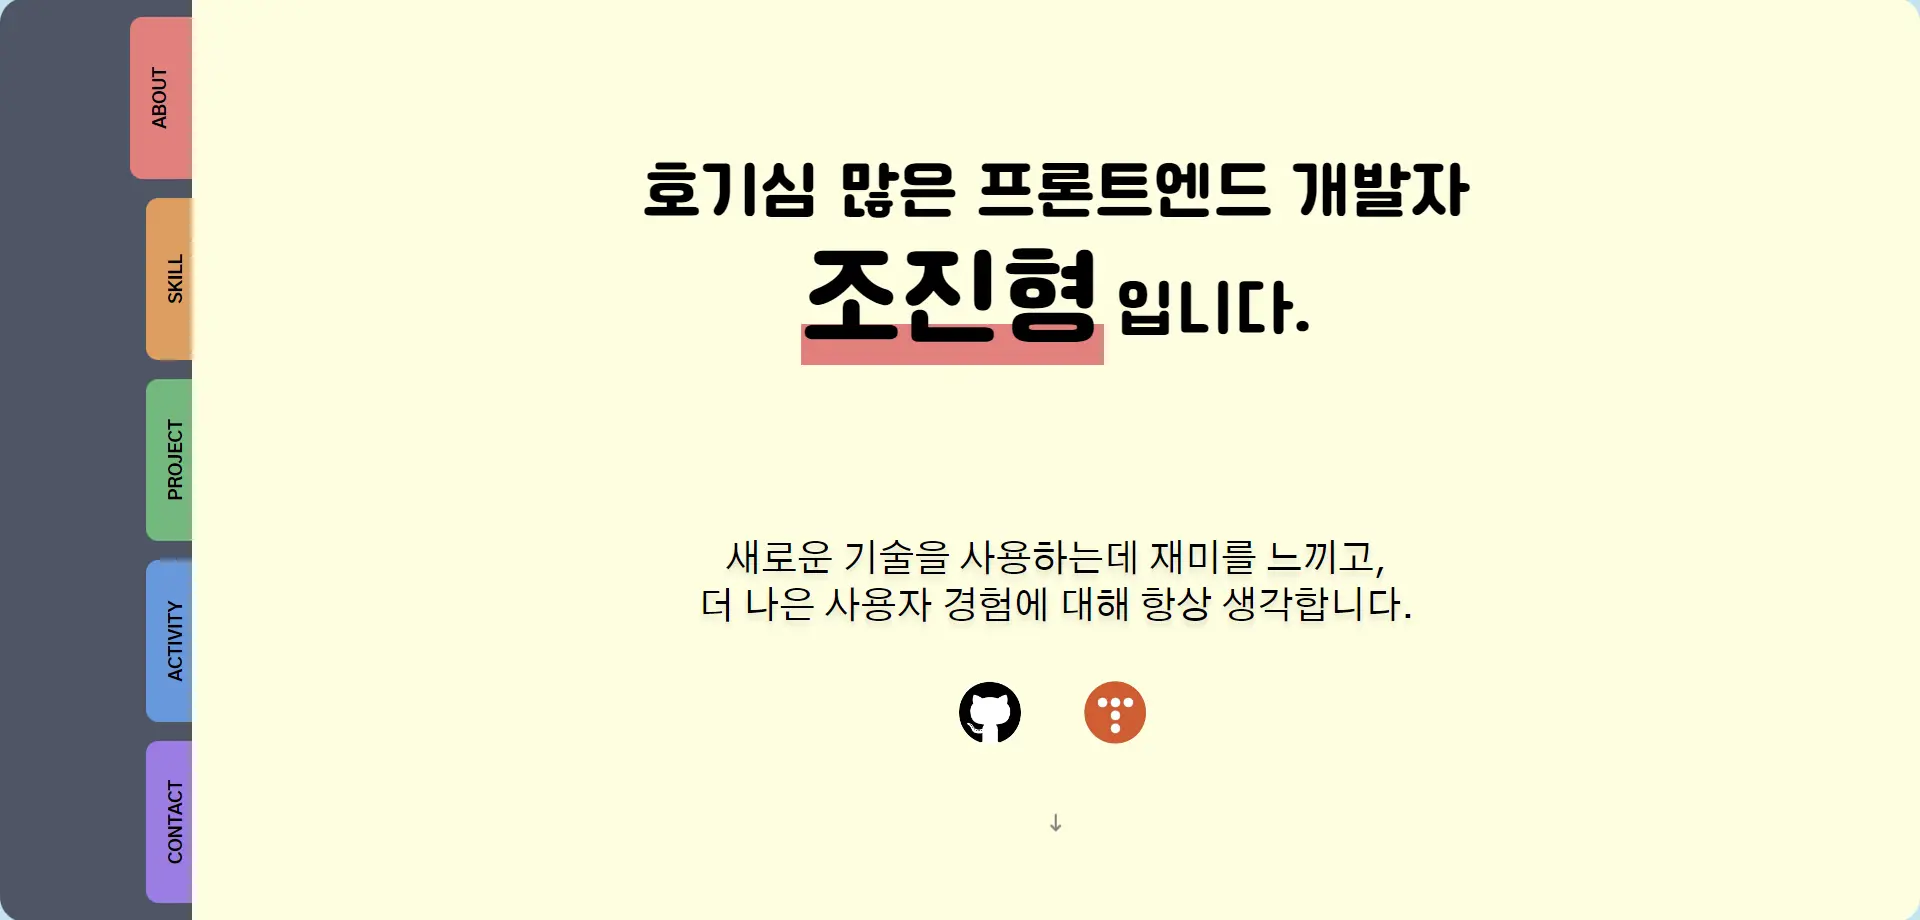 ABOUT
SKILL
PROJECT
ACTIVITY
CONTACT
호기심 많은 프론트엔드 개발자
조진형 입니다.
새로운 기술을 사용하는데 재미를 느끼고,
더 나은 사용자 경험에 대해 항상 생각합니다.
↓